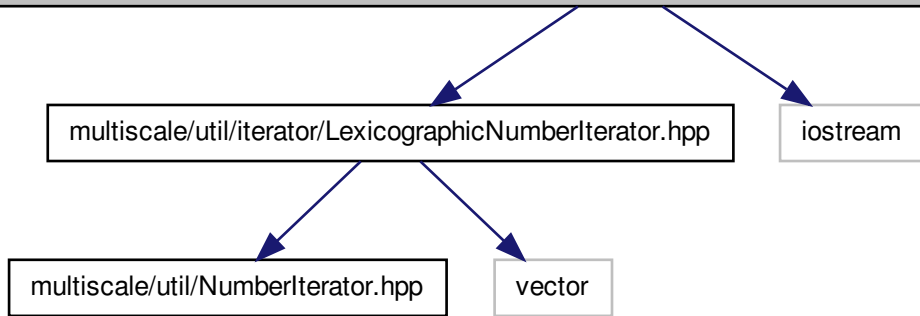 multiscale/util/iterator/LexicographicNumberIterator.hpp
iostream
multiscale/util/NumberIterator.hpp
vector